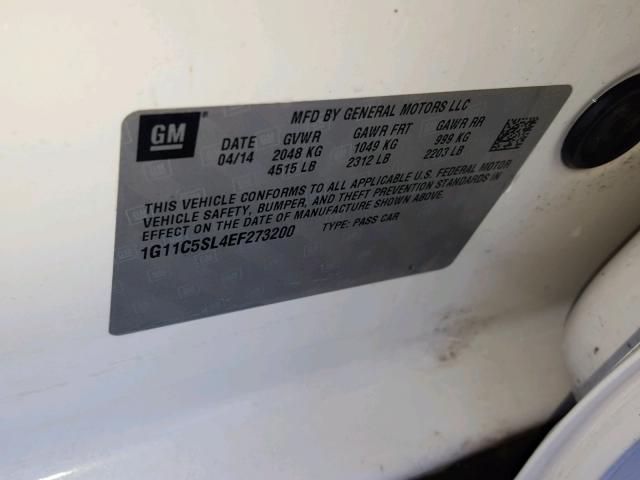 GM
MFD BY GENERAL MOTORS LLC
DATE GVWR GAWR FRT GAWR RR
04/14 2048 KG 1049 KG 999 KG
4515 LB 2312 LB 2203 LB
THIS VEHICLE CONFORMS TO ALL APPLICABLE U.S. FEDERAL MOTOR
VEHICLE SAFETY, BUMPER, AND THEFT PREVENTION STANDARDS IN
EFFECT ON THE DATE OF MANUFACTURE SHOWN ABOVE.
1G11C5SL4EF273200 TYPE: PASS CAR